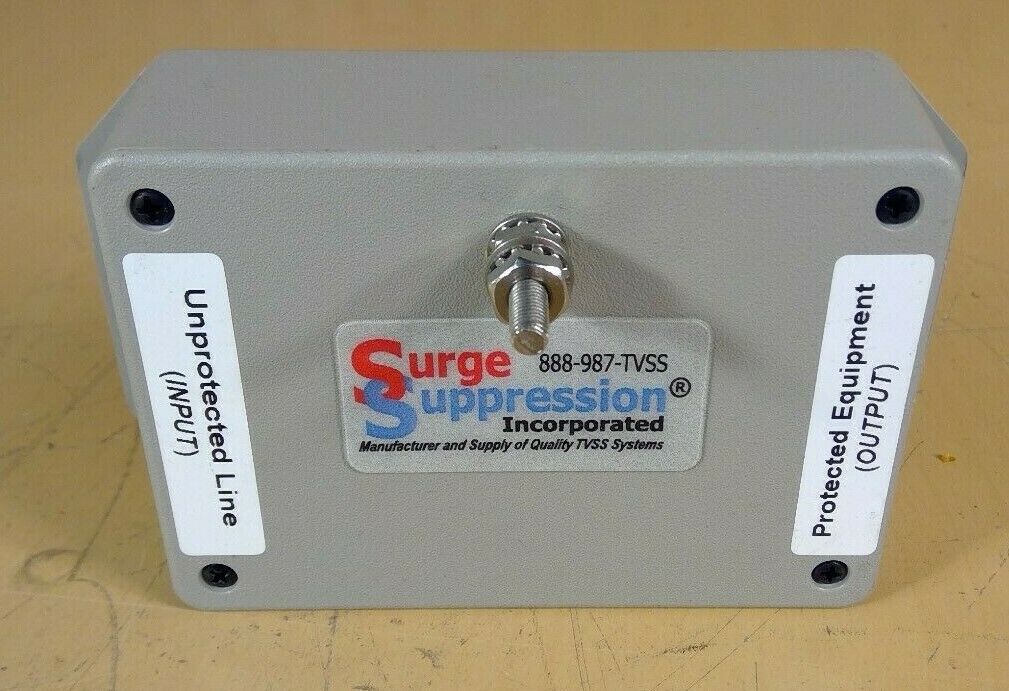 Unprotected Line
(INPUT)
Surge 888-987-TVSS
Suppression®
Incorporated
Manufacturer and Supply of Quality TVSS Systems
Protected Equipment
(OUTPUT)